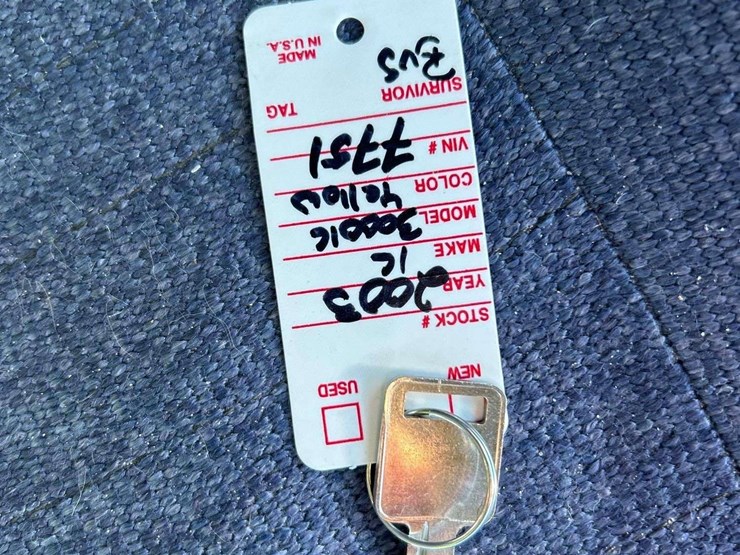 NEW USED
STOCK #
YEAR 2003
MAKE IC
MODEL 3000IC
COLOR Yellow
VIN # 7751
SURVIVOR TAG
Bus
MADE
IN U.S.A.